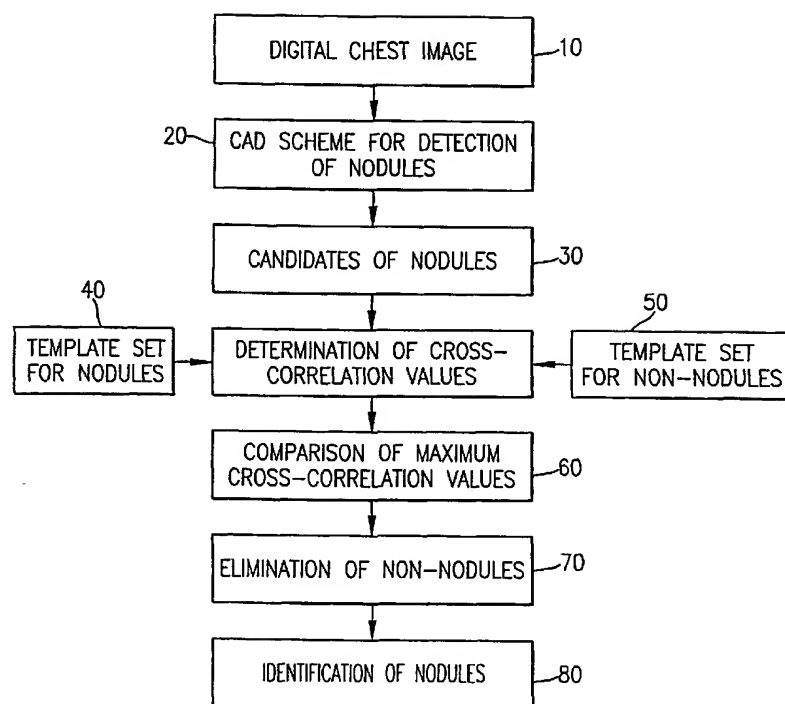 DIGITAL CHEST IMAGE
10
20
CAD SCHEME FOR DETECTION
OF NODULES
CANDIDATES OF NODULES
30
40
50
TEMPLATE SET
FOR NODULES
DETERMINATION OF CROSS-
CORRELATION VALUES
TEMPLATE SET
FOR NON-NODULES
COMPARISON OF MAXIMUM
CROSS-CORRELATION VALUES
60
ELIMINATION OF NON-NODULES
70
IDENTIFICATION OF NODULES
80